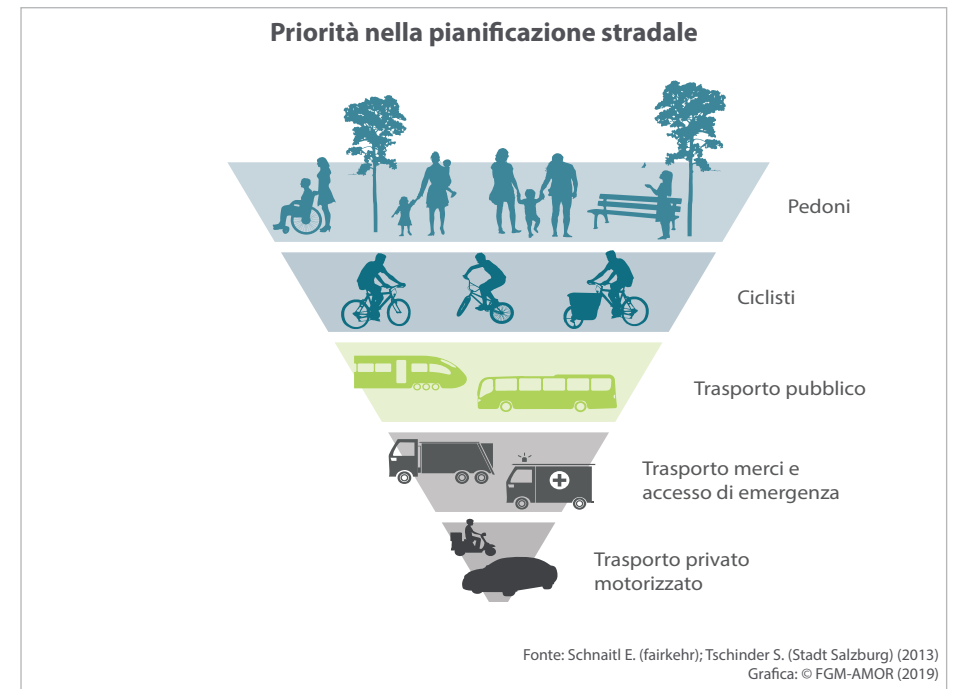 Priorità nella pianificazione stradale
Pedoni
Ciclisti
Trasporto pubblico
Trasporto merci e
accesso di emergenza
Trasporto privato
motorizzato
Fonte: Schnaitl E. (fairkehr); Tschinder S. (Stadt Salzburg) (2013)
Grafica: © FGM-AMOR (2019)